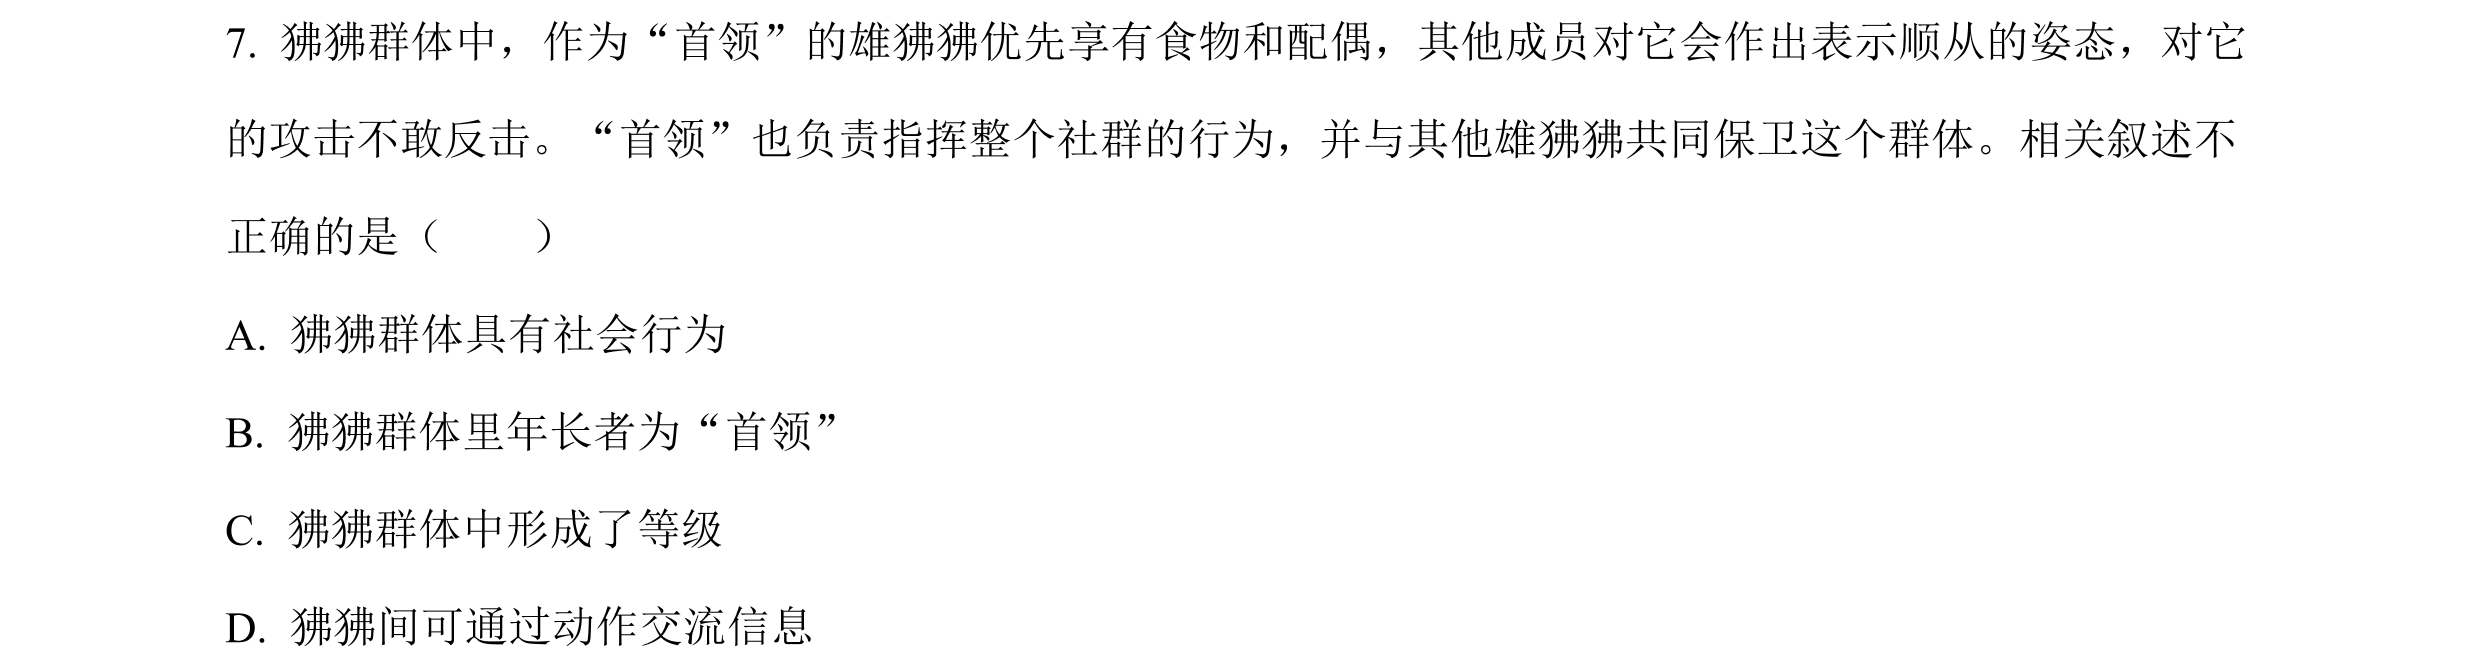 7. 狒狒群体中，作为“首领”的雄狒狒优先享有食物和配偶，其他成员对它会作出表示顺从的姿态，对它
的攻击不敢反击。“首领”也负责指挥整个社群的行为，并与其他雄狒狒共同保卫这个群体。相关叙述不
正确的是（　　）
A. 狒狒群体具有社会行为
B. 狒狒群体里年长者为“首领”
C. 狒狒群体中形成了等级
D. 狒狒间可通过动作交流信息